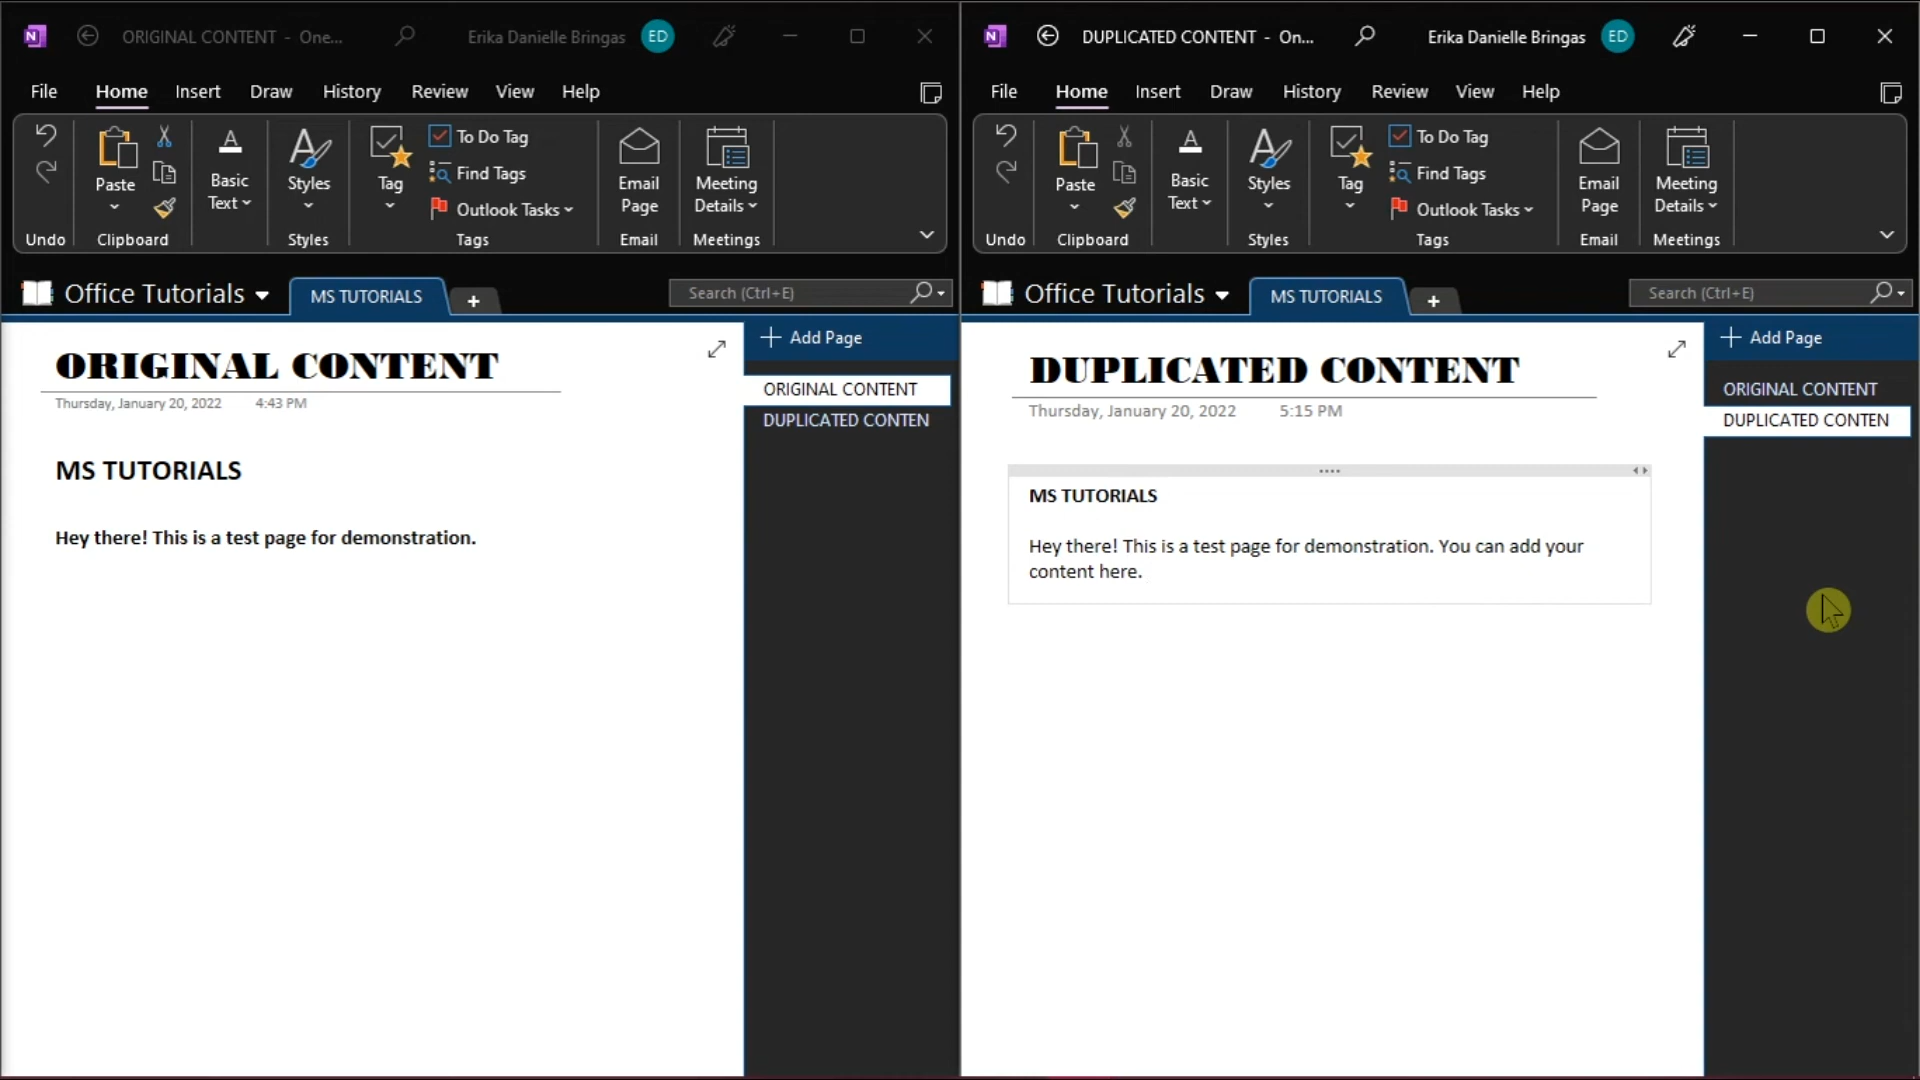 N ORIGINAL CONTENT - One... Erika Danielle Bringas ED
File Home Insert Draw History Review View Help
Undo
Paste
Clipboard
A
Basic
Text
Styles
Styles
Tag
To Do Tag
Find Tags
Outlook Tasks
Tags
Email
Page
Email
Meeting
Details
Meetings
Office Tutorials MS TUTORIALS + Search (Ctrl+E)
ORIGINAL CONTENT
Thursday, January 20, 2022 4:43 PM
MS TUTORIALS
Hey there! This is a test page for demonstration.
+ Add Page
ORIGINAL CONTENT
DUPLICATED CONTEN
N DUPLICATED CONTENT - On... Erika Danielle Bringas ED
File Home Insert Draw History Review View Help
Undo
Paste
Clipboard
A
Basic
Text
Styles
Styles
Tag
To Do Tag
Find Tags
Outlook Tasks
Tags
Email
Page
Email
Meeting
Details
Meetings
Office Tutorials MS TUTORIALS + Search (Ctrl+E)
DUPLICATED CONTENT
Thursday, January 20, 2022 5:15 PM
MS TUTORIALS
Hey there! This is a test page for demonstration. You can add your
content here.
+ Add Page
ORIGINAL CONTENT
DUPLICATED CONTEN